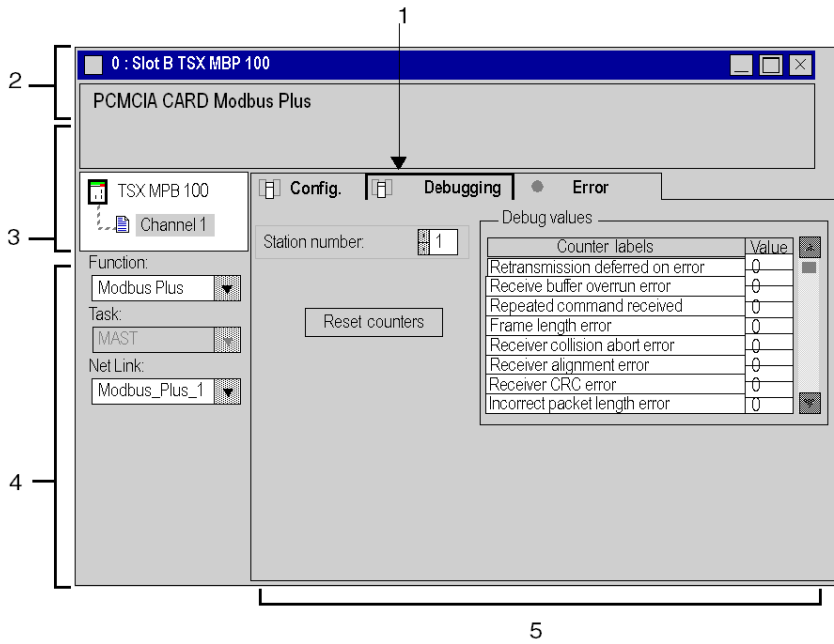 1
2
0 : Slot B TSX MBP 100
PCMCIA CARD Modbus Plus
3
TSX MPB 100
Channel 1
Config.
Debugging
Error
Station number:
1
Reset counters
Debug values
Counter labels Value
Retransmission deferred on error 0
Receive buffer overrun error 0
Repeated command received 0
Frame length error 0
Receiver collision abort error 0
Receiver alignment error 0
Receiver CRC error 0
Incorrect packet length error 0
4
Function:
Modbus Plus
Task:
MAST
Net Link:
Modbus_Plus_1
5